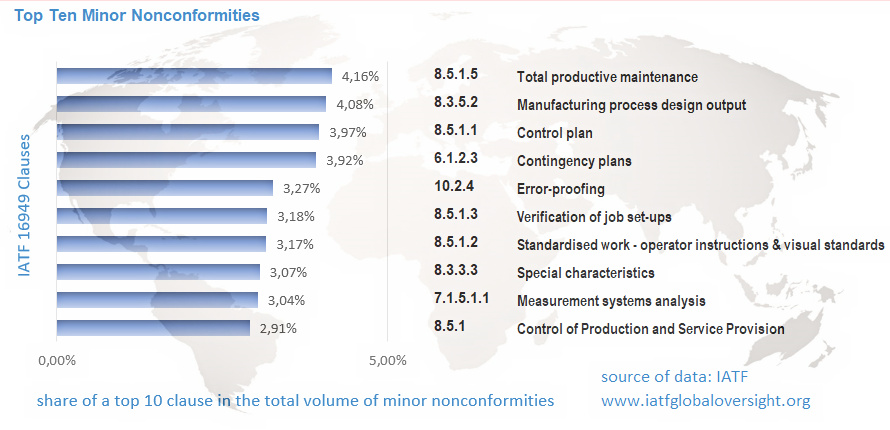 Top Ten Minor Nonconformities
IATF 16949 Clauses
4,16% 8.5.1.5 Total productive maintenance
4,08% 8.3.5.2 Manufacturing process design output
3,97% 8.5.1.1 Control plan
3,92% 6.1.2.3 Contingency plans
3,27% 10.2.4 Error-proofing
3,18% 8.5.1.3 Verification of job set-ups
3,17% 8.5.1.2 Standardised work - operator instructions & visual standards
3,07% 8.3.3.3 Special characteristics
3,04% 7.1.5.1.1 Measurement systems analysis
2,91% 8.5.1 Control of Production and Service Provision
0,00% 5,00%
source of data: IATF
share of a top 10 clause in the total volume of minor nonconformities
www.iatfglobaloversight.org